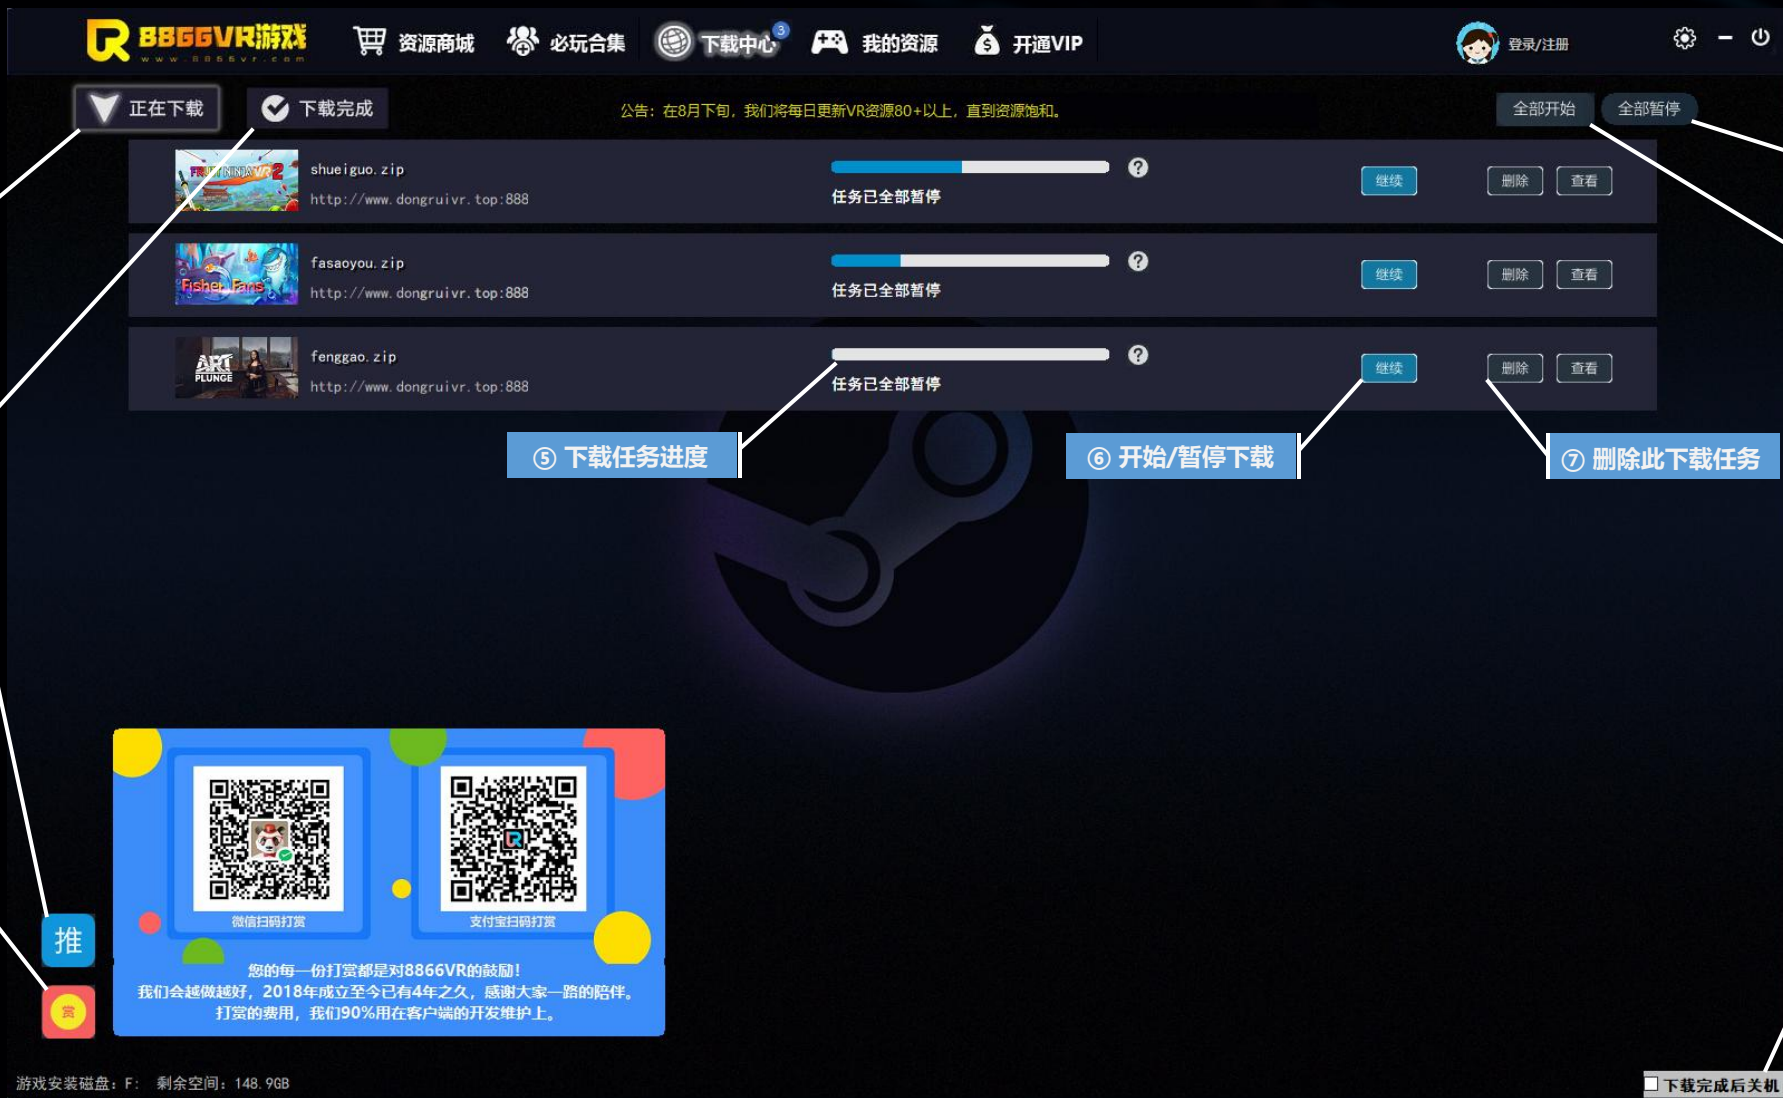 8866VR游戏
www.8866vr.com
资源商城
必玩合集
下载中心
3
我的资源
开通VIP
登录/注册
正在下载
下载完成
公告：在8月下旬，我们将每日更新VR资源80+以上，直到资源饱和。
全部开始
全部暂停
FRUIT NINJA VR 2
shueiguo.zip
http://www.dongruivr.top:888
任务已全部暂停
继续
删除
查看
Fisher Fans
fasaoyou.zip
http://www.dongruivr.top:888
任务已全部暂停
继续
删除
查看
ART
PLUNGE
fenggao.zip
http://www.dongruivr.top:888
任务已全部暂停
继续
删除
查看
⑤ 下载任务进度
⑥ 开始/暂停下载
⑦ 删除此下载任务
微信扫码打赏
支付宝扫码打赏
推
您的每一份打赏都是对8866VR的鼓励！
我们会越做越好，2018年成立至今已有4年之久，感谢大家一路的陪伴。
打赏的费用，我们90%用在客户端的开发维护上。
赏
游戏安装磁盘：F: 剩余空间：148.9GB
下载完成后关机